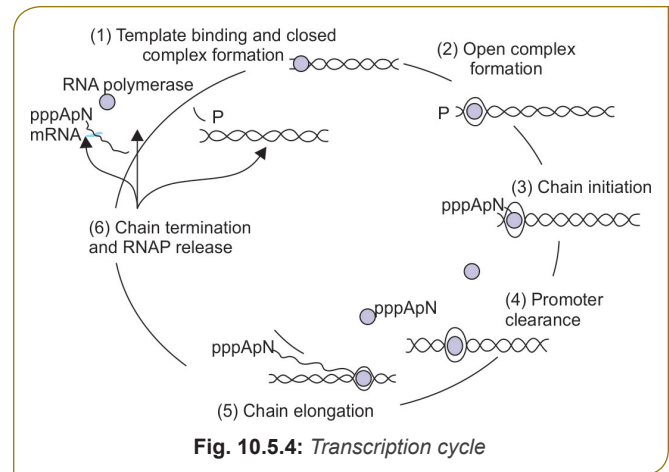 (1) Template binding and closed
complex formation
(2) Open complex
formation
RNA polymerase
pppApN
mRNA
P
P
(3) Chain initiation
pppApN
(6) Chain termination
and RNAP release
(4) Promoter
clearance
pppApN
pppApN
(5) Chain elongation
Fig. 10.5.4: Transcription cycle